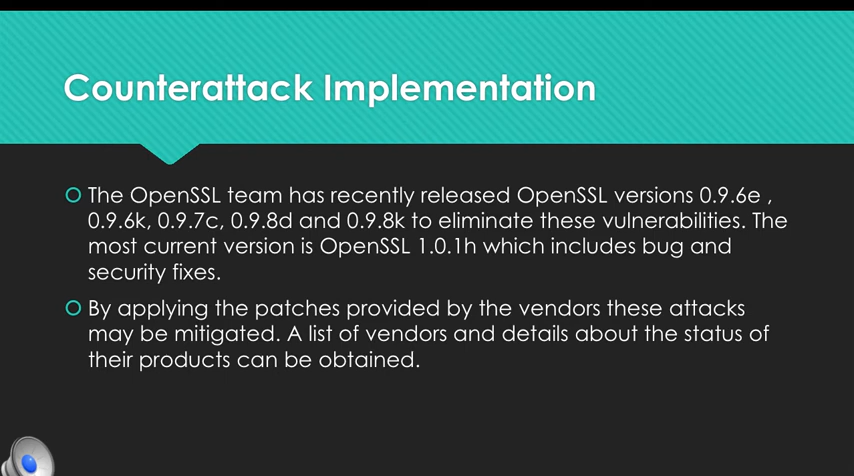 Counterattack Implementation
The OpenSSL team has recently released OpenSSL versions 0.9.6e ,
0.9.6k, 0.9.7c, 0.9.8d and 0.9.8k to eliminate these vulnerabilities. The
most current version is OpenSSL 1.0.1h which includes bug and
security fixes.
By applying the patches provided by the vendors these attacks
may be mitigated. A list of vendors and details about the status of
their products can be obtained.